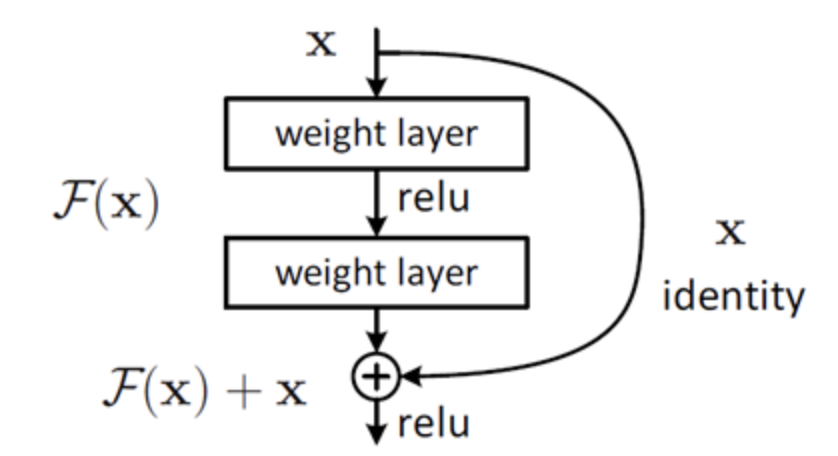 x
weight layer
relu
F(x)
x
weight layer
identity
F(x) + x
relu